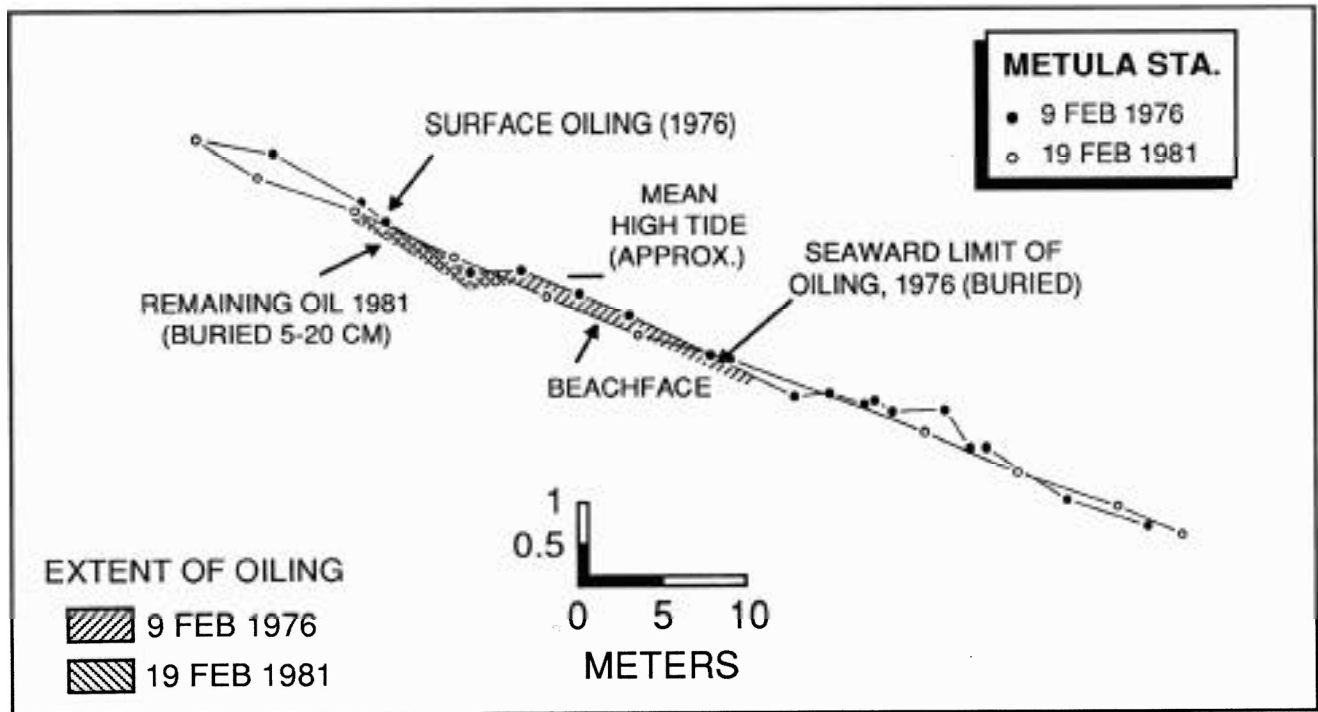 METULA STA.
● 9 FEB 1976
○ 19 FEB 1981
SURFACE OILING (1976)
MEAN
HIGH TIDE
(APPROX.)
SEAWARD LIMIT OF
OILING, 1976 (BURIED)
REMAINING OIL 1981
(BURIED 5-20 CM)
BEACHFACE
1
0.5
0 5 10
METERS
EXTENT OF OILING
9 FEB 1976
19 FEB 1981